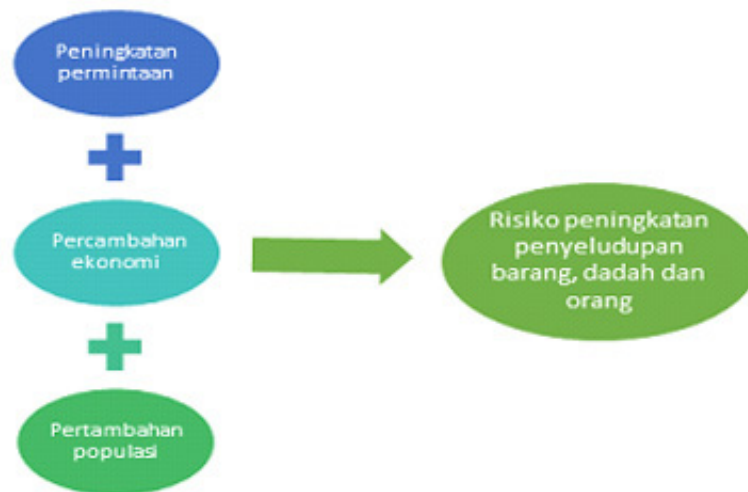 Peningkatan
permintaan
Percambahan
ekonomi
Pertambahan
populasi
Risiko peningkatan
penyeludupan
barang, dadah dan
orang